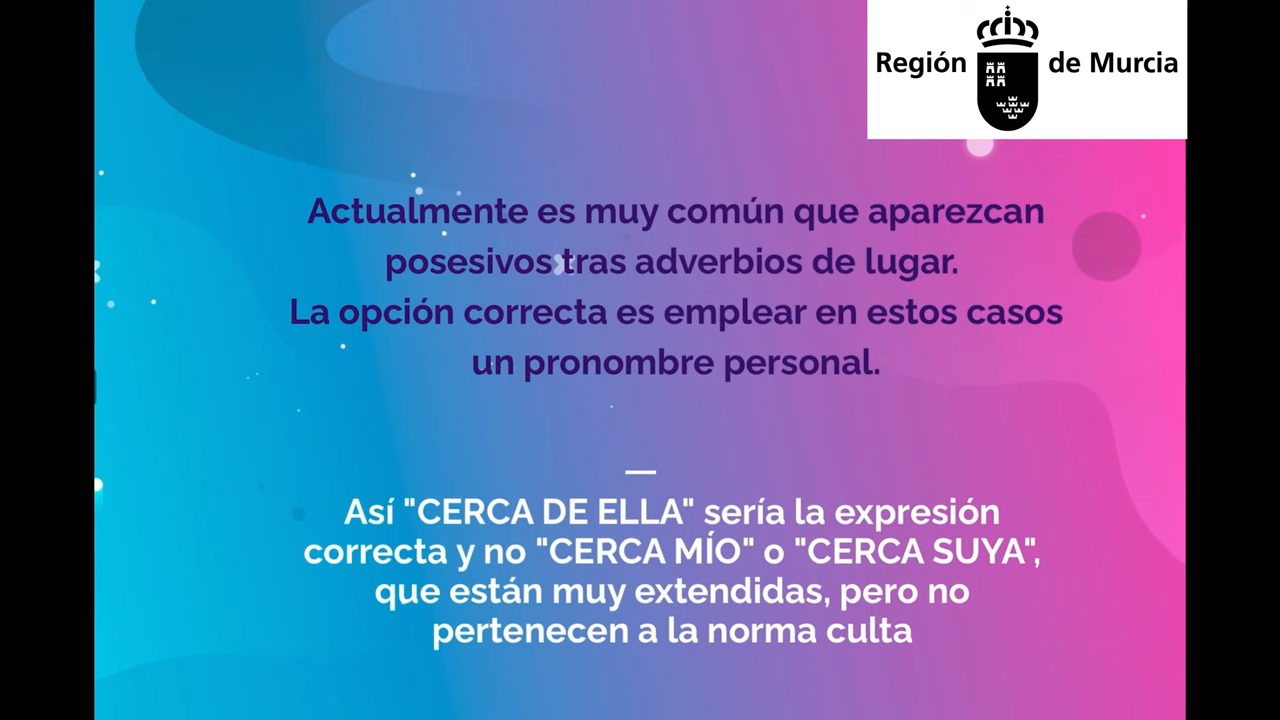 Región de Murcia
Actualmente es muy común que aparezcan
posesivos tras adverbios de lugar.
La opción correcta es emplear en estos casos
un pronombre personal.
Así "CERCA DE ELLA" sería la expresión
correcta y no "CERCA MÍO" o "CERCA SUYA",
que están muy extendidas, pero no
pertenecen a la norma culta